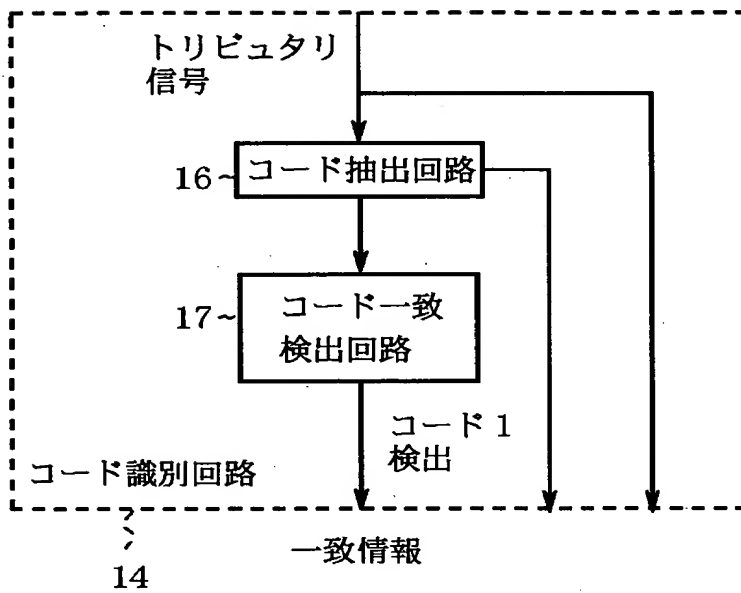 トリビュタリ
信号
16~ コード抽出回路
17~ コード一致
検出回路
コード1
検出
コード識別回路
一致情報
14